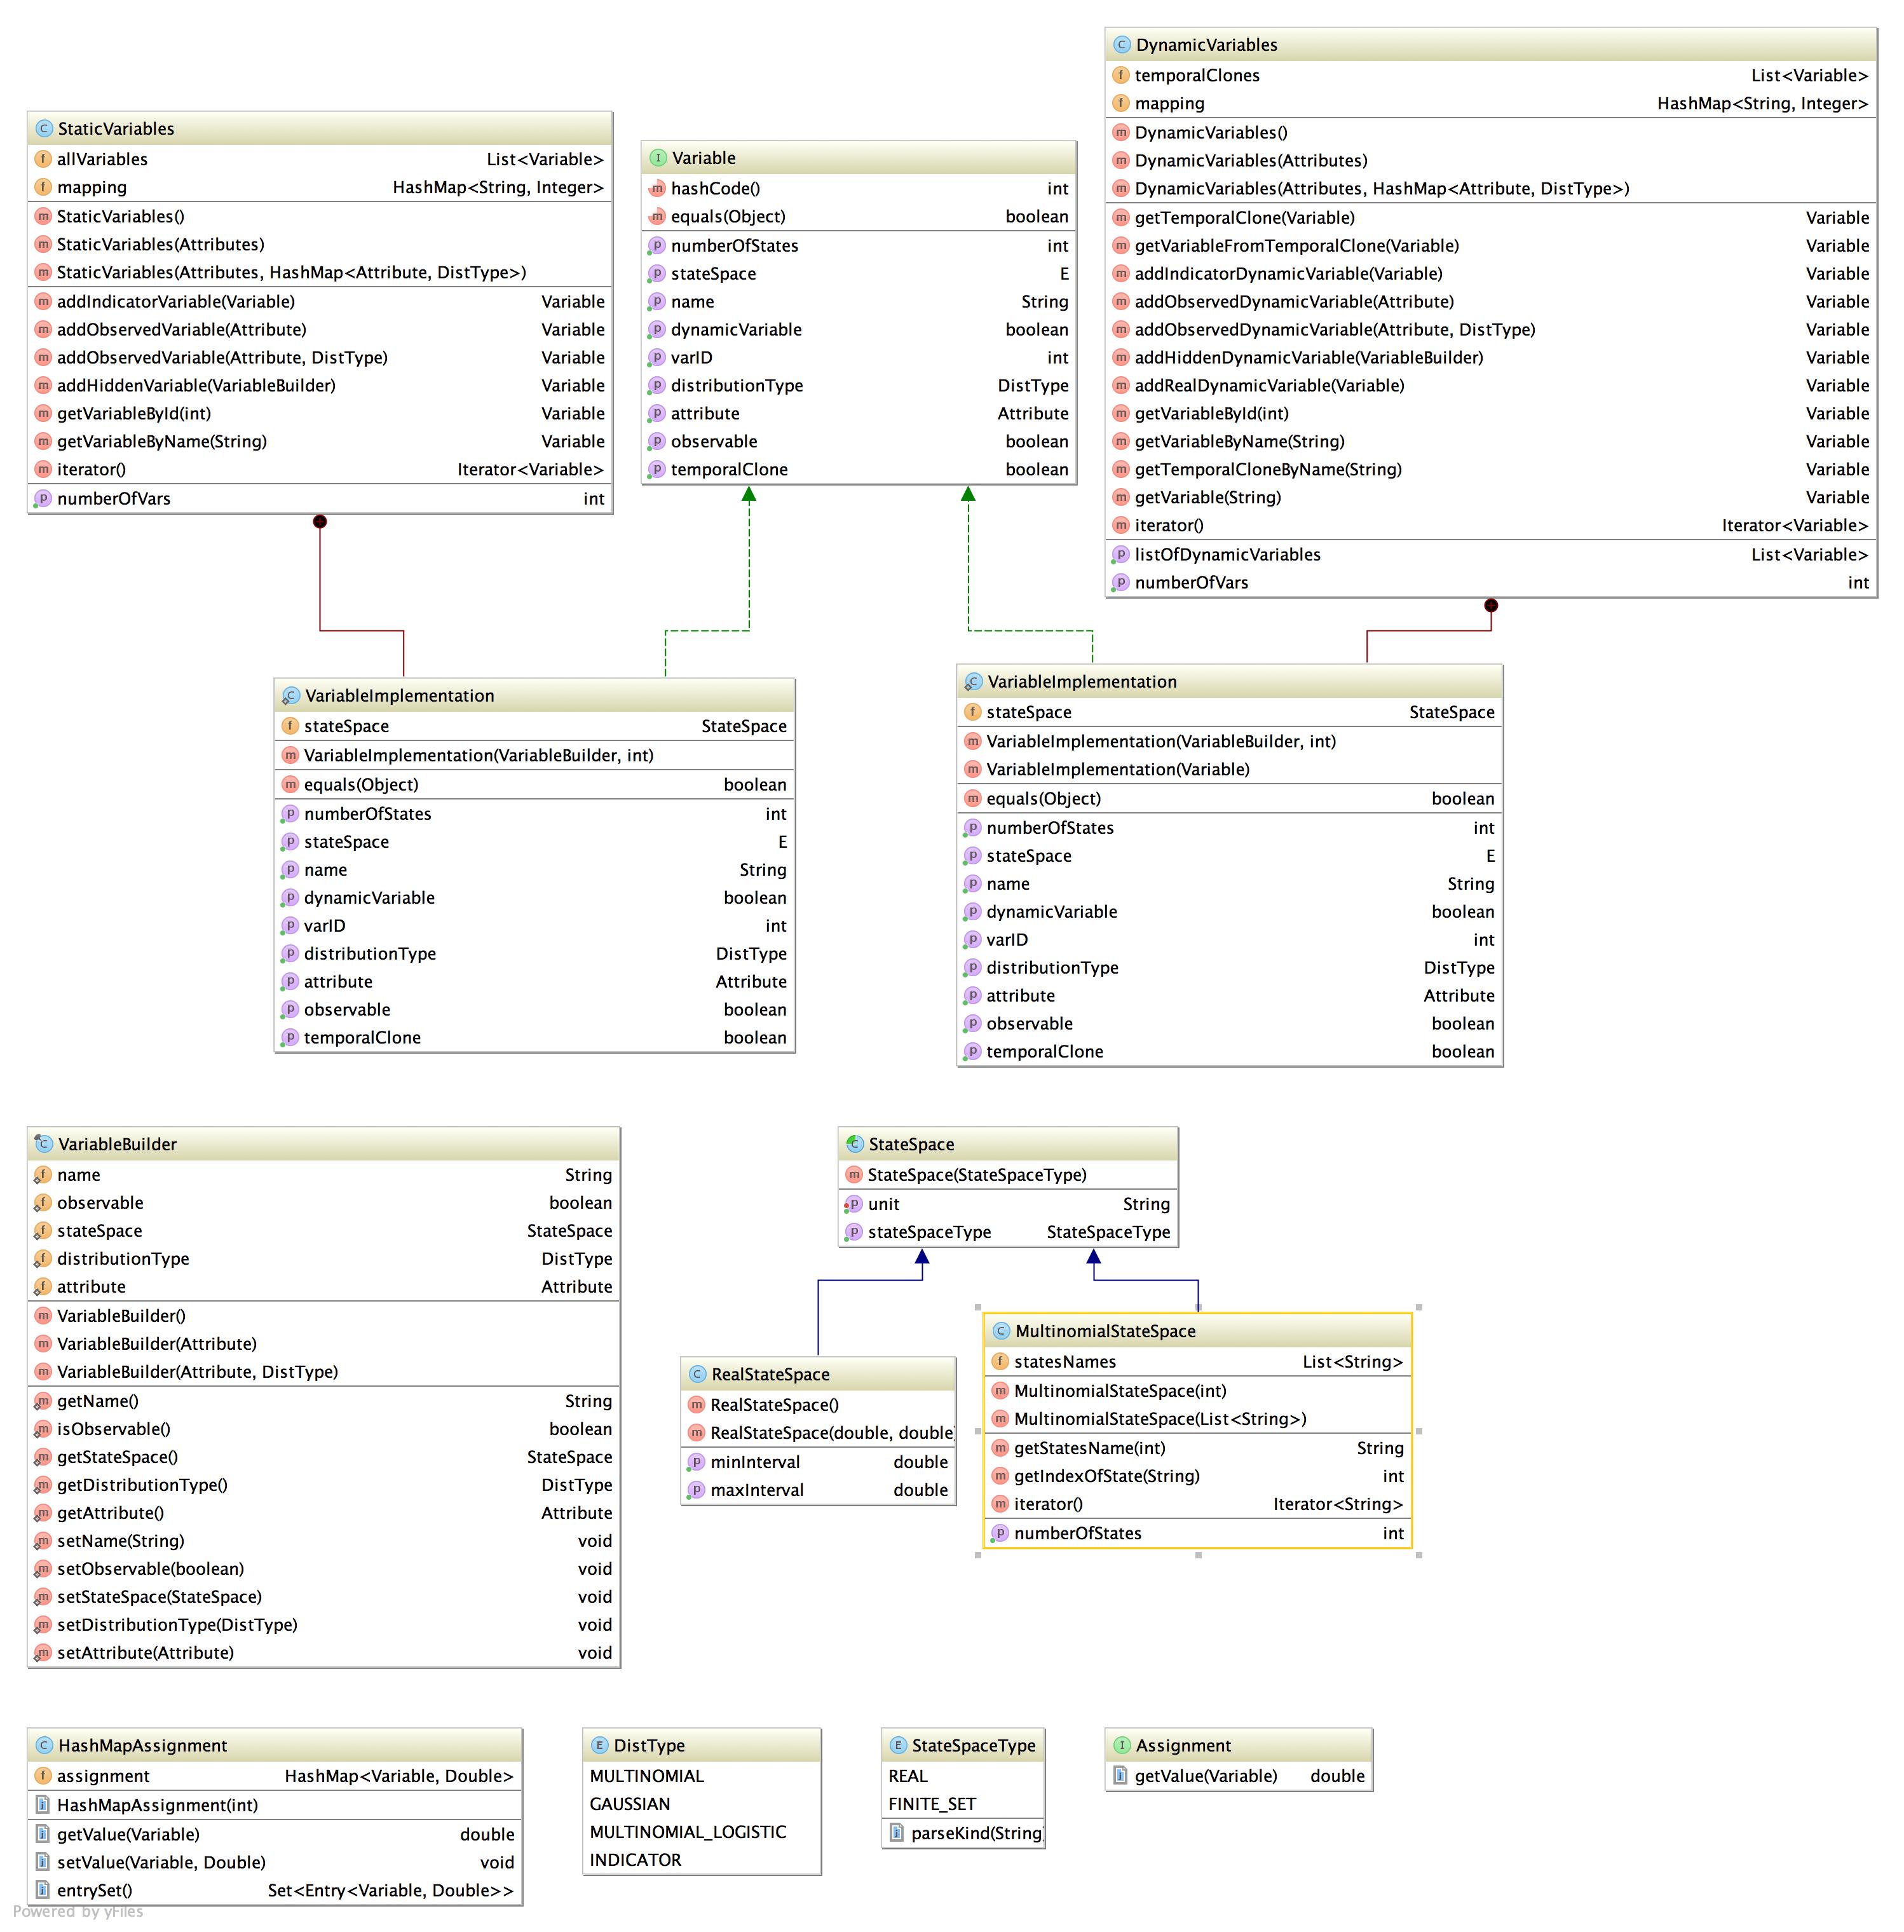 DynamicVariables
temporalClones List<Variable>
mapping HashMap<String, Integer>
DynamicVariables()
DynamicVariables(Attributes)
DynamicVariables(Attributes, HashMap<Attribute, DistType>)
getTemporalClone(Variable) Variable
getVariableFromTemporalClone(Variable) Variable
addIndicatorDynamicVariable(Variable) Variable
addObservedDynamicVariable(Attribute) Variable
addObservedDynamicVariable(Attribute, DistType) Variable
addHiddenDynamicVariable(VariableBuilder) Variable
addRealDynamicVariable(Variable) Variable
getVariableById(int) Variable
getVariableByName(String) Variable
getTemporalCloneByName(String) Variable
getVariable(String) Variable
iterator() Iterator<Variable>
listOfDynamicVariables List<Variable>
numberOfVars int
StaticVariables
allVariables List<Variable>
mapping HashMap<String, Integer>
StaticVariables()
StaticVariables(Attributes)
StaticVariables(Attributes, HashMap<Attribute, DistType>)
addIndicatorVariable(Variable) Variable
addObservedVariable(Attribute) Variable
addObservedVariable(Attribute, DistType) Variable
addHiddenVariable(VariableBuilder) Variable
getVariableById(int) Variable
getVariableByName(String) Variable
iterator() Iterator<Variable>
numberOfVars int
Variable
hashCode() int
equals(Object) boolean
numberOfStates int
stateSpace E
name String
dynamicVariable boolean
varID int
distributionType DistType
attribute Attribute
observable boolean
temporalClone boolean
VariableImplementation
stateSpace StateSpace
VariableImplementation(VariableBuilder, int)
equals(Object) boolean
numberOfStates int
stateSpace E
name String
dynamicVariable boolean
varID int
distributionType DistType
attribute Attribute
observable boolean
temporalClone boolean
VariableImplementation
stateSpace StateSpace
VariableImplementation(VariableBuilder, int)
VariableImplementation(Variable)
equals(Object) boolean
numberOfStates int
stateSpace E
name String
dynamicVariable boolean
varID int
distributionType DistType
attribute Attribute
observable boolean
temporalClone boolean
VariableBuilder
name String
observable boolean
stateSpace StateSpace
distributionType DistType
attribute Attribute
VariableBuilder()
VariableBuilder(Attribute)
VariableBuilder(Attribute, DistType)
getName() String
isObservable() boolean
getStateSpace() StateSpace
getDistributionType() DistType
getAttribute() Attribute
setName(String) void
setObservable(boolean) void
setStateSpace(StateSpace) void
setDistributionType(DistType) void
setAttribute(Attribute) void
StateSpace
StateSpace(StateSpaceType)
unit String
stateSpaceType StateSpaceType
RealStateSpace
RealStateSpace()
RealStateSpace(double, double)
minInterval double
maxInterval double
MultinomialStateSpace
statesNames List<String>
MultinomialStateSpace(int)
MultinomialStateSpace(List<String>)
getStatesName(int) String
getIndexOfState(String) int
iterator() Iterator<String>
numberOfStates int
HashMapAssignment
assignment HashMap<Variable, Double>
HashMapAssignment(int)
getValue(Variable) double
setValue(Variable, Double) void
entrySet() Set<Entry<Variable, Double>>
DistType
MULTINOMIAL
GAUSSIAN
MULTINOMIAL_LOGISTIC
INDICATOR
StateSpaceType
REAL
FINITE_SET
parseKind(String)
Assignment
getValue(Variable) double
Powered by yFiles